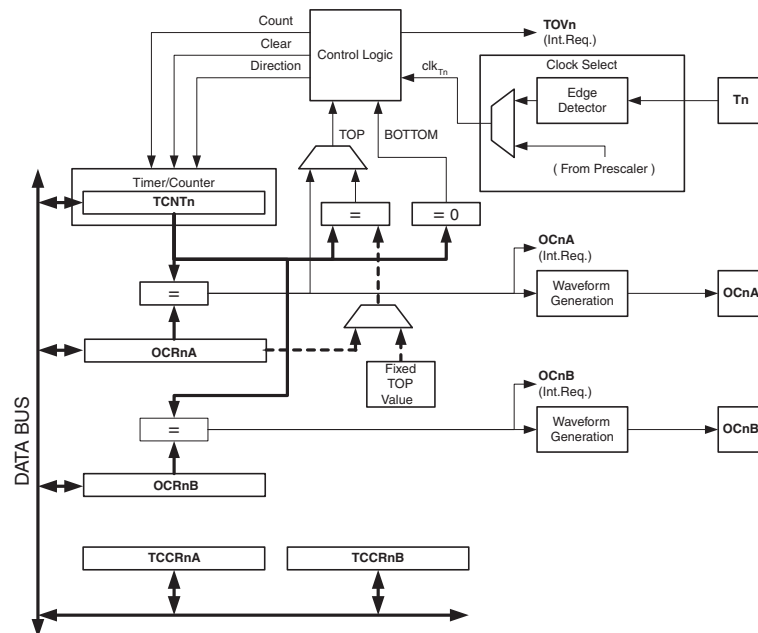 Count
Clear
Direction
Control Logic
TOVn
(Int.Req.)
clkTn
Clock Select
Edge
Detector
Tn
( From Prescaler )
TOP
BOTTOM
Timer/Counter
TCNTn
=
= 0
OCnA
(Int.Req.)
=
Waveform
Generation
OCnA
OCRnA
Fixed
TOP
Value
OCnB
(Int.Req.)
=
Waveform
Generation
OCnB
OCRnB
DATA BUS
TCCRnA
TCCRnB